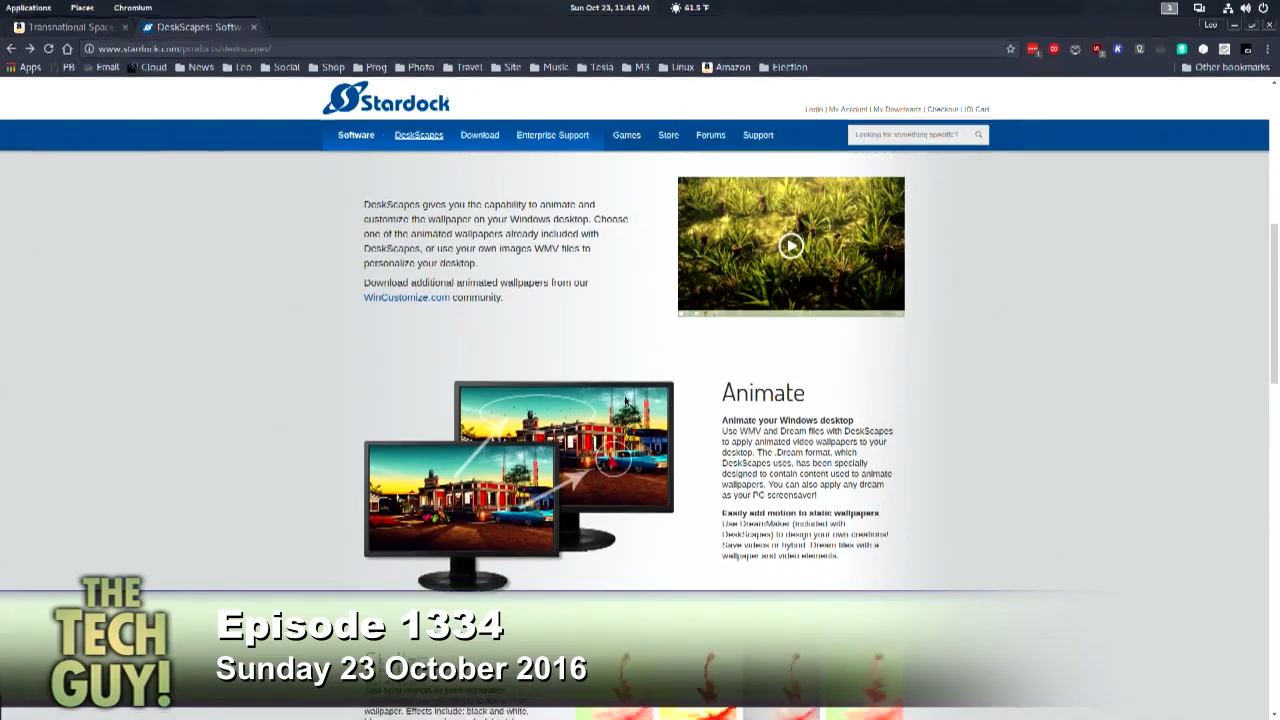 Applications Places Chromium
Sun Oct 23, 11:41 AM 61.5 °F
1
Transnational Space
DeskScapes: Softw
Leo
www.stardock.com/products/deskscapes/
Apps PB Email Cloud News Leo Social Shop Prog Photo Travel Site Music Tesla M3 Linux Amazon Election Other bookmarks
Stardock
Login | My Account | My Downloads | Checkout | (0) Cart
Software DeskScapes Download Enterprise Support Games Store Forums Support
Looking for something specific?
DeskScapes gives you the capability to animate and
customize the wallpaper on your Windows desktop. Choose
one of the animated wallpapers already included with
DeskScapes, or use your own images WMV files to
personalize your desktop.
Download additional animated wallpapers from our
WinCustomize.com community.
Animate
Animate your Windows desktop
Use WMV and Dream files with DeskScapes
to apply animated video wallpapers to your
desktop. The .Dream format, which
DeskScapes uses, has been specially
designed to contain content used to animate
wallpapers. You can also apply any dream
as your PC screensaver!
Easily add motion to static wallpapers
Use DreamMaker (included with
DeskScapes) to design your own creations!
Save videos or hybrid .Dream files with a
wallpaper and video elements.
THE
TECH
GUY!
Episode 1334
Sunday 23 October 2016
wallpaper. Effects include: black and white,